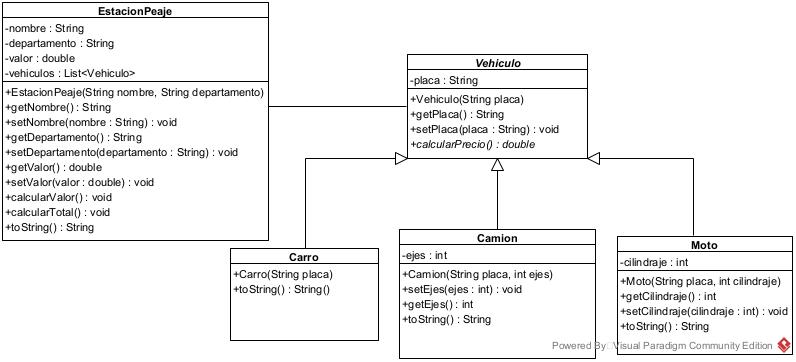 EstacionPeaje
-nombre : String
-departamento : String
-valor : double
-vehiculos : List<Vehiculo>
+EstacionPeaje(String nombre, String departamento)
+getNombre() : String
+setNombre(nombre : String) : void
+getDepartamento() : String
+setDepartamento(departamento : String) : void
+getValor() : double
+setValor(valor : double) : void
+calcularValor() : void
+calcularTotal() : void
+toString() : String
Vehiculo
-placa : String
+Vehiculo(String placa)
+getPlaca() : String
+setPlaca(placa : String) : void
+calcularPrecio() : double
Carro
+Carro(String placa)
+toString() : String()
Camion
-ejes : int
+Camion(String placa, int ejes)
+setEjes(ejes : int) : void
+getEjes() : int
+toString() : String
Moto
-cilindraje : int
+Moto(String placa, int cilindraje)
+getCilindraje() : int
+setCilindraje(cilindraje : int) : void
+toString() : String
Powered By Visual Paradigm Community Edition